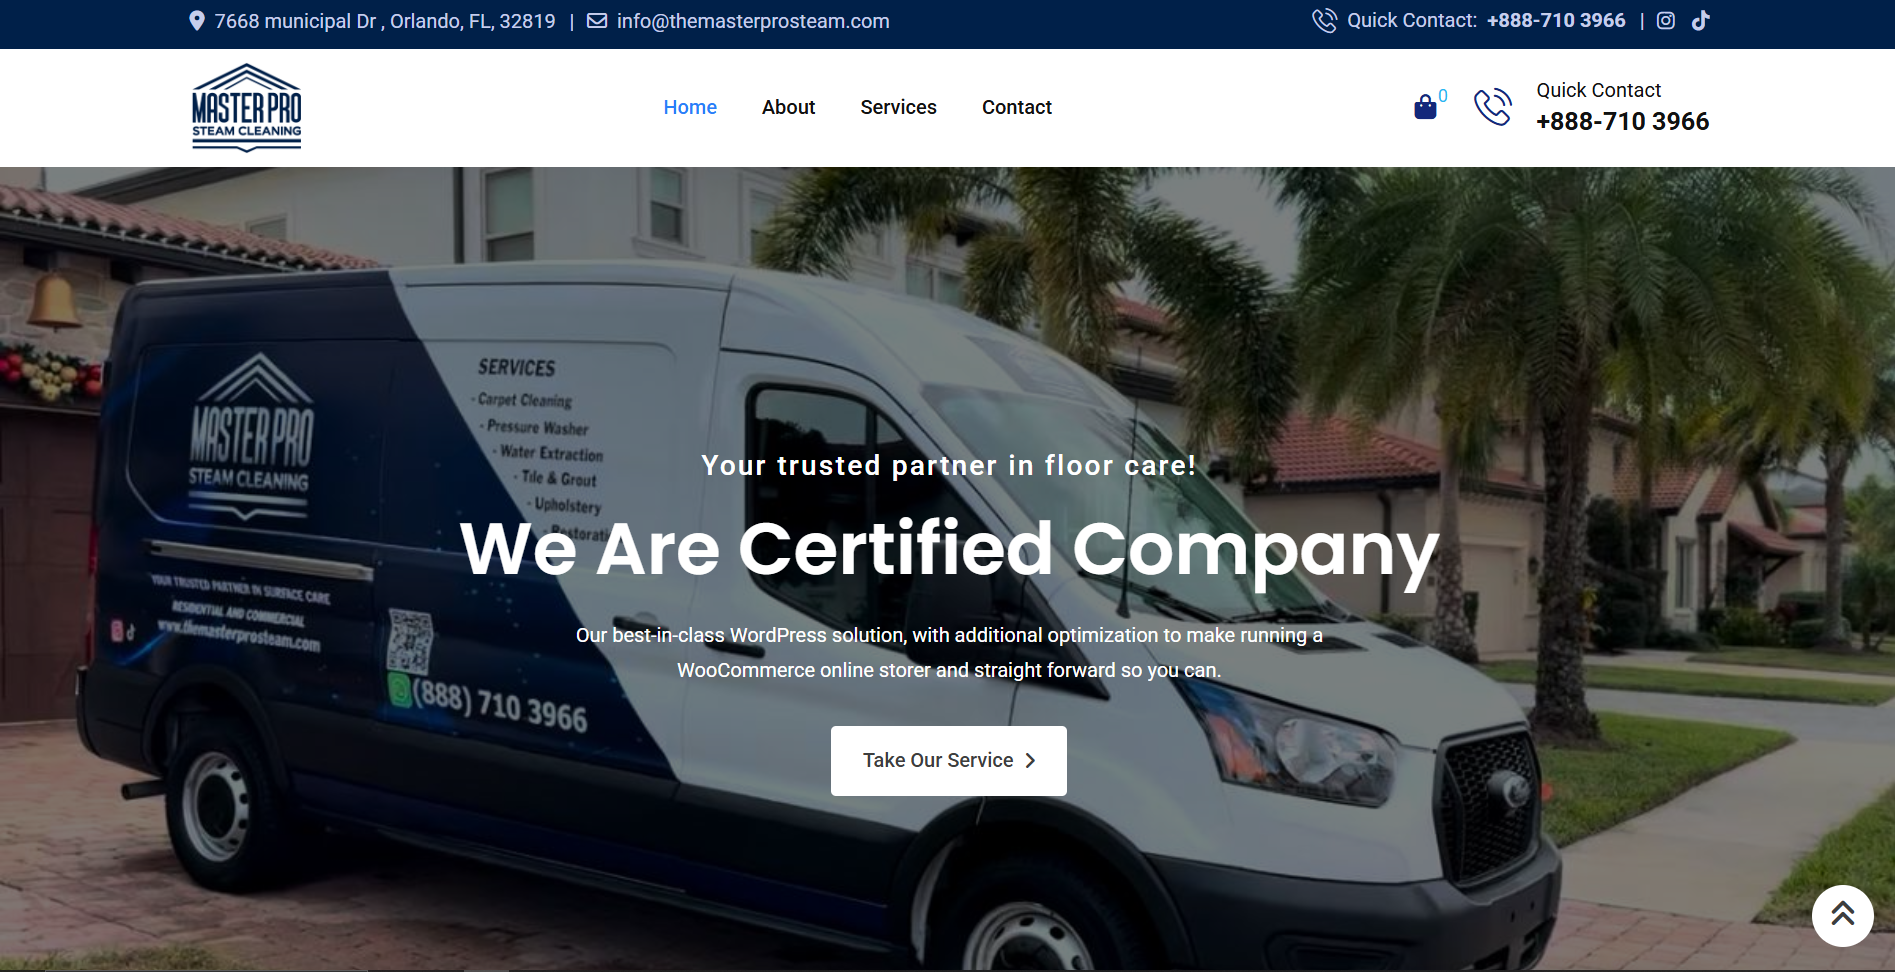 7668 municipal Dr , Orlando, FL, 32819 | info@themasterprosteam.com
Quick Contact: +888-710 3966 |
MASTER PRO
STEAM CLEANING
Home About Services Contact
0
Quick Contact
+888-710 3966
SERVICES
- Carpet Cleaning
- Pressure Washer
- Water Extraction
- Tile & Grout
- Upholstery
MASTER PRO
STEAM CLEANING
YOUR TRUSTED PARTNER IN SURFACE CARE
RESIDENTIAL AND COMMERCIAL
www.themasterprosteam.com
(888) 710 3966
Your trusted partner in floor care!
We Are Certified Company
Our best-in-class WordPress solution, with additional optimization to make running a
WooCommerce online storer and straight forward so you can.
Take Our Service